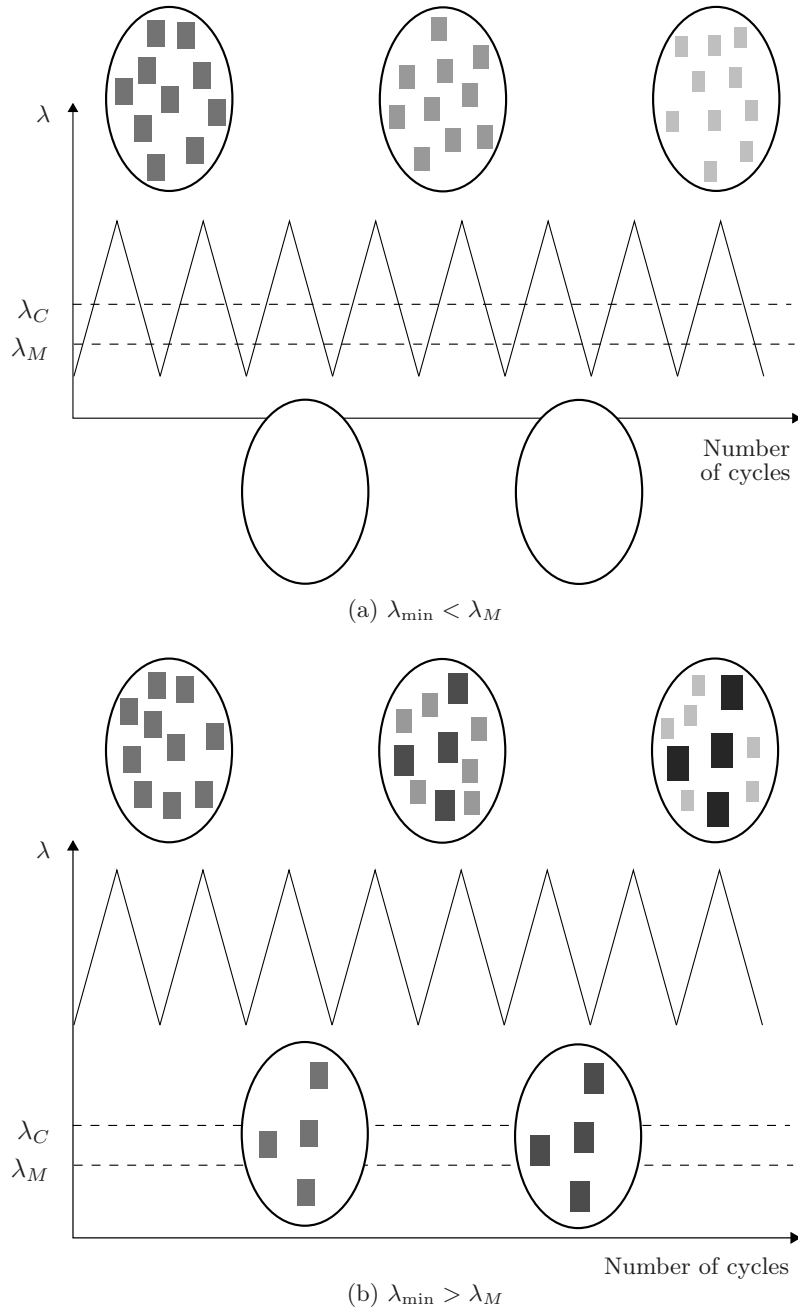 λ
λ_C
λ_M
Number
of cycles
(a) λ_min < λ_M
λ
λ_C
λ_M
Number of cycles
(b) λ_min > λ_M